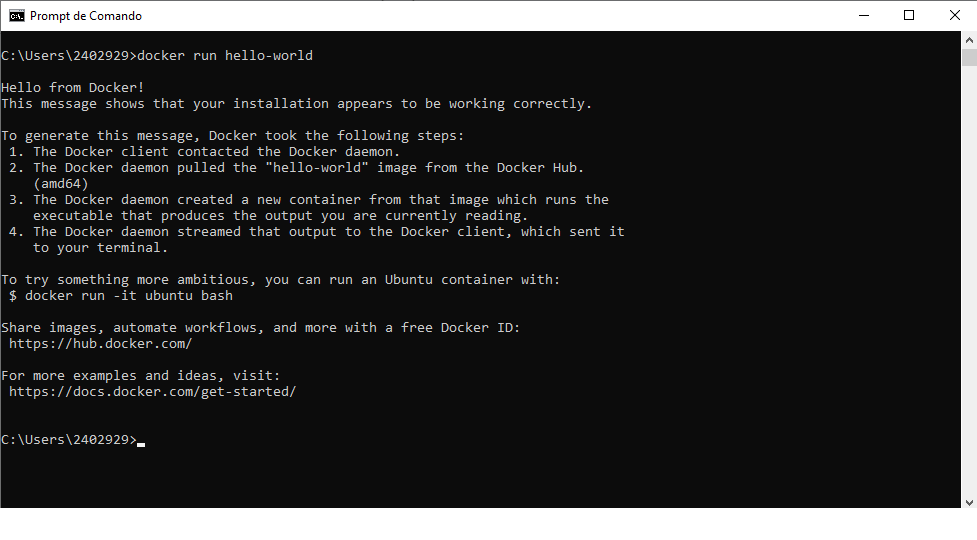 Prompt de Comando
C:\Users\2402929>docker run hello-world
Hello from Docker!
This message shows that your installation appears to be working correctly.
To generate this message, Docker took the following steps:
1. The Docker client contacted the Docker daemon.
2. The Docker daemon pulled the "hello-world" image from the Docker Hub.
(amd64)
3. The Docker daemon created a new container from that image which runs the
executable that produces the output you are currently reading.
4. The Docker daemon streamed that output to the Docker client, which sent it
to your terminal.
To try something more ambitious, you can run an Ubuntu container with:
$ docker run -it ubuntu bash
Share images, automate workflows, and more with a free Docker ID:
https://hub.docker.com/
For more examples and ideas, visit:
https://docs.docker.com/get-started/
C:\Users\2402929>